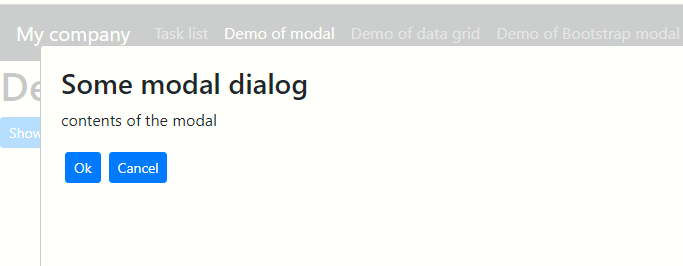 My company Task list Demo of modal Demo of data grid Demo of Bootstrap modal
De
Some modal dialog
contents of the modal
Show
Ok Cancel